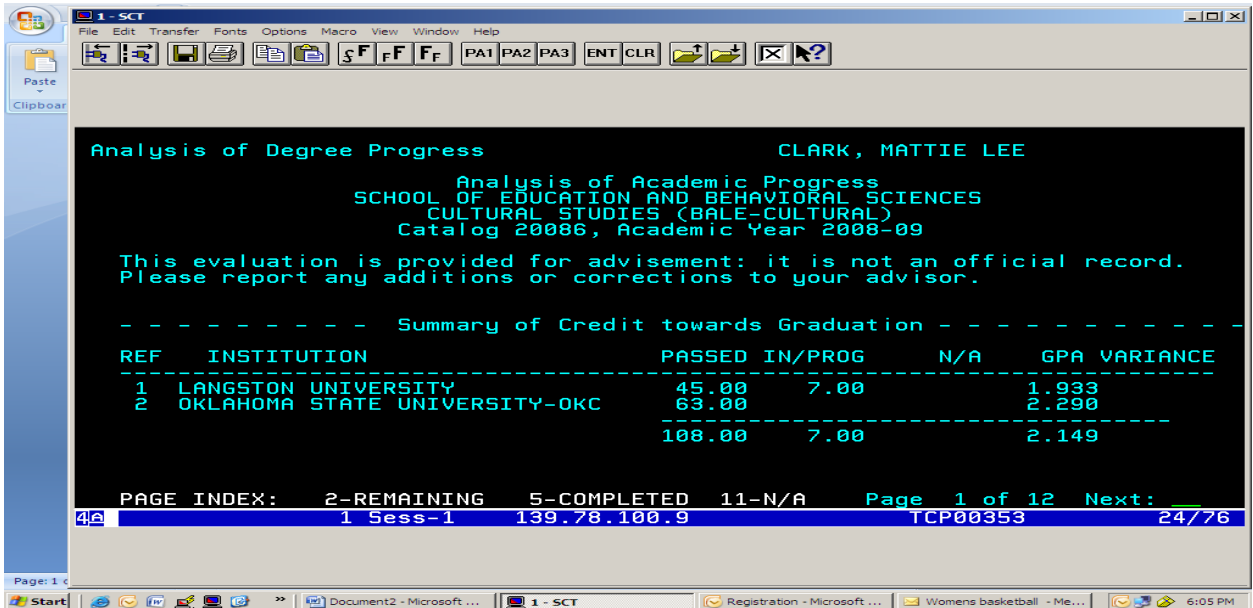 1 - SCT
File Edit Transfer Fonts Options Macro View Window Help
PA1 PA2 PA3 ENT CLR
Paste
Clipboar
Analysis of Degree Progress CLARK, MATTIE LEE
Analysis of Academic Progress
SCHOOL OF EDUCATION AND BEHAVIORAL SCIENCES
CULTURAL STUDIES (BALE-CULTURAL)
Catalog 20086, Academic Year 2008-09
This evaluation is provided for advisement: it is not an official record.
Please report any additions or corrections to your advisor.
- - - - - - - - - - Summary of Credit towards Graduation - - - - - - - - - - -
REF INSTITUTION PASSED IN/PROG N/A GPA VARIANCE
1 LANGSTON UNIVERSITY 45.00 7.00 1.933
2 OKLAHOMA STATE UNIVERSITY-OKC 63.00 2.290
108.00 7.00 2.149
PAGE INDEX: 2-REMAINING 5-COMPLETED 11-N/A Page 1 of 12 Next: __
4A 1 Sess-1 139.78.100.9 TCP00353 24/76
Page: 1 o
Start » Document2 - Microsoft ... 1 - SCT Registration - Microsoft ... Womens basketball - Me... 6:05 PM